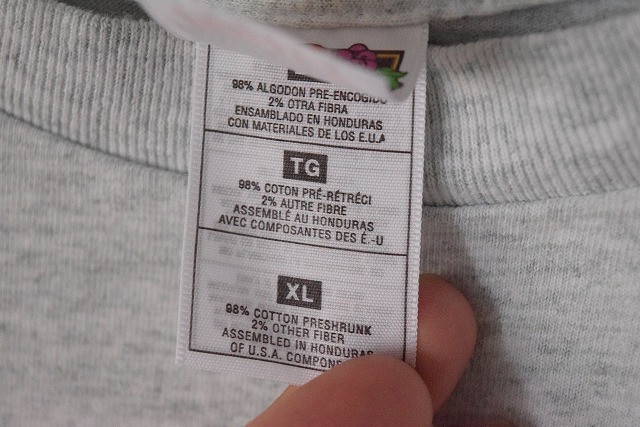 98% ALGODON PRE-ENCOGIDO
2% OTRA FIBRA
ENSAMBLADO EN HONDURAS
CON MATERIALES DE LOS E.U.A
TG
98% COTON PRÉ-RÉTRÉCI
2% AUTRE FIBRE
ASSEMBLÉ AU HONDURAS
AVEC COMPOSANTES DES É.-U
XL
98% COTTON PRESHRUNK
2% OTHER FIBER
ASSEMBLED IN HONDURAS
OF U.S.A. COMPONE